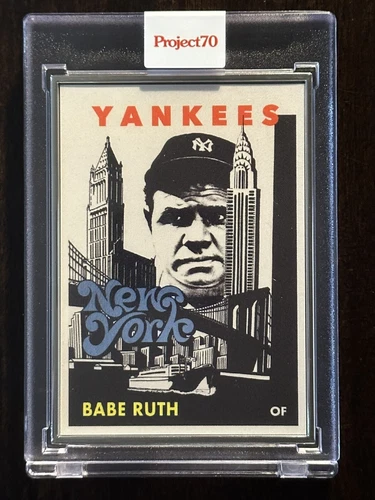 Project70
YANKEES
NY
New
York
BABE RUTH
OF